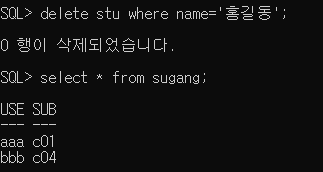 SQL> delete stu where name='홍길동';
0 행이 삭제되었습니다.
SQL> select * from sugang;
USE SUB
--- ---
aaa c01
bbb c04